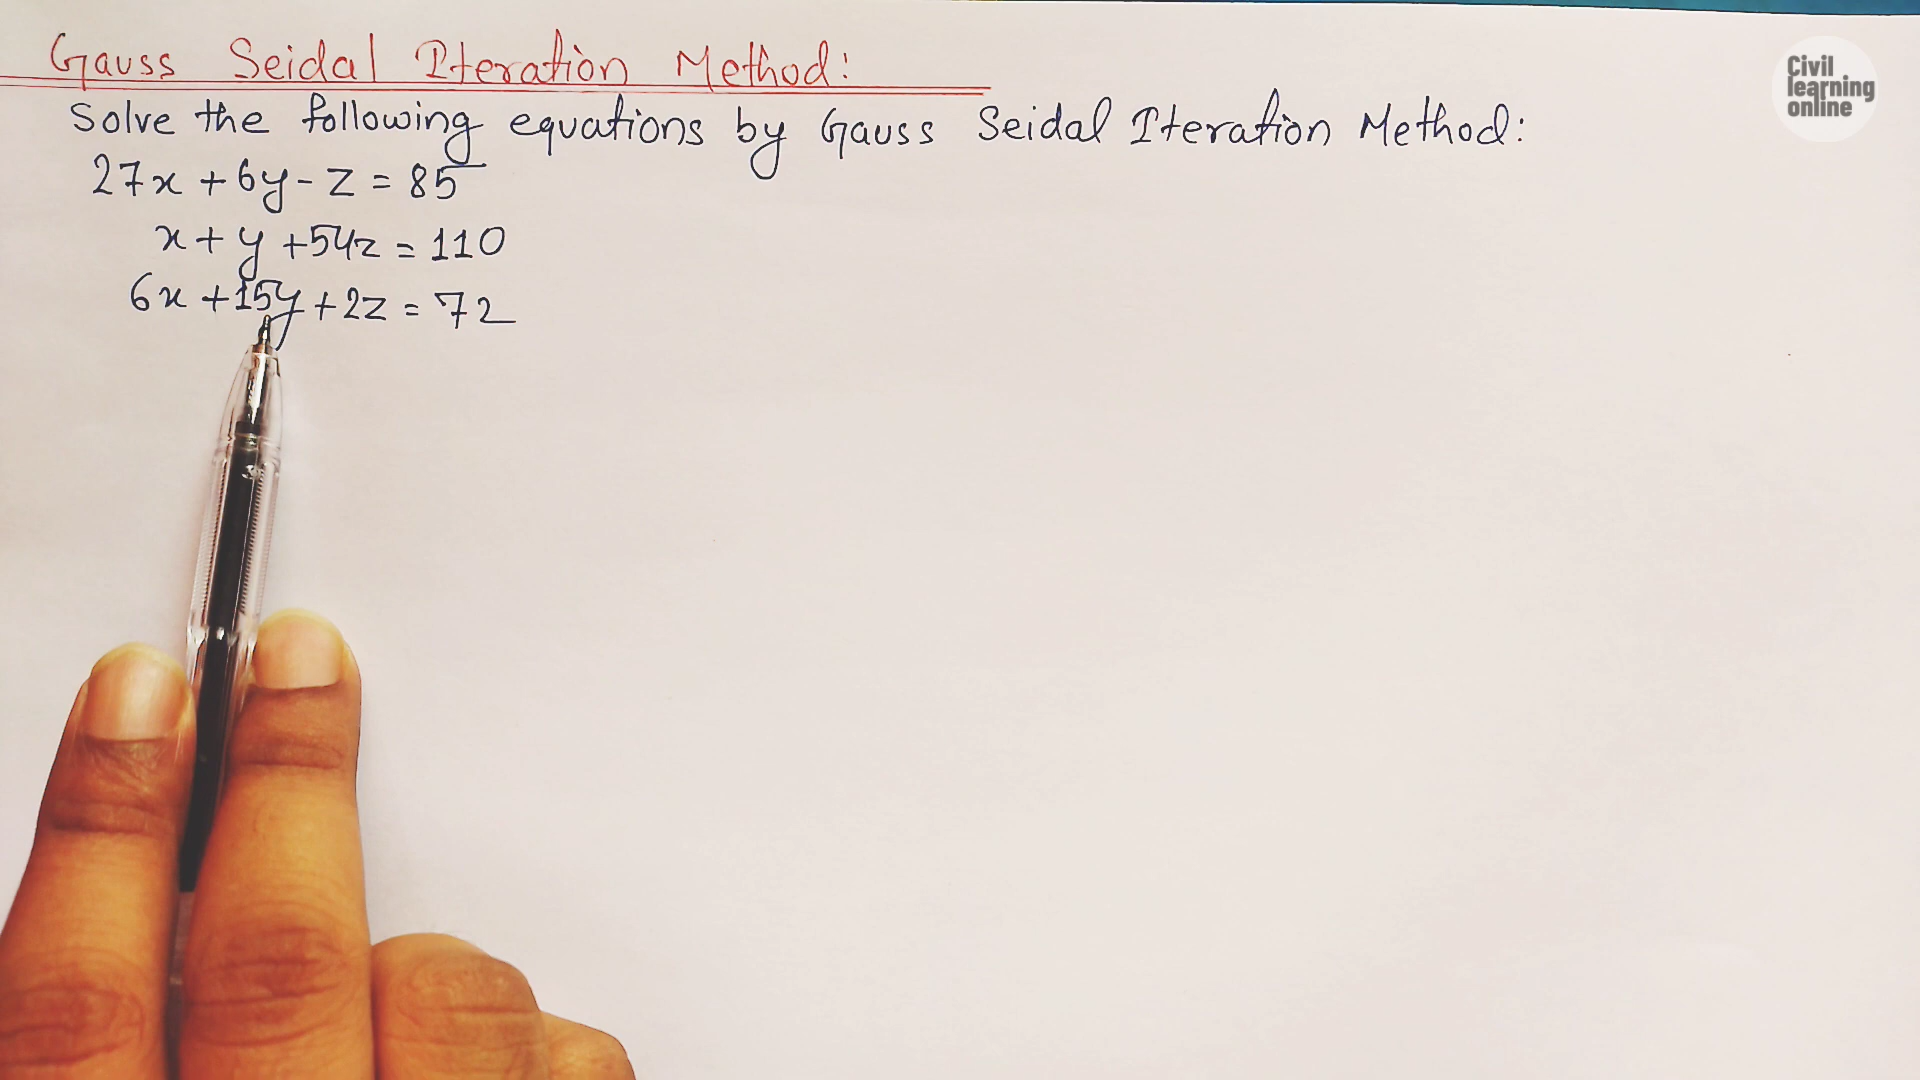 Gauss Seidal Iteration Method:
Solve the following equations by Gauss Seidal Iteration Method:
27x + 6y - z = 85
x + y + 54z = 110
6x + 15y + 2z = 72
Civil
learning
online